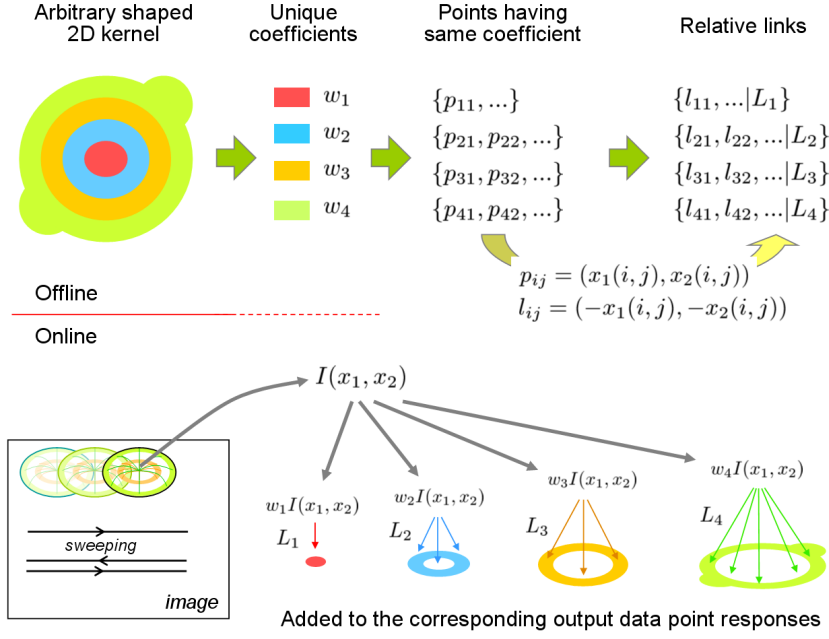 Arbitrary shaped
2D kernel
Unique
coefficients
Points having
same coefficient
Relative links
w₁
{p₁₁, ...}
{l₁₁, ...|L₁}
w₂
{p₂₁, p₂₂, ...}
{l₂₁, l₂₂, ...|L₂}
w₃
{p₃₁, p₃₂, ...}
{l₃₁, l₃₂, ...|L₃}
w₄
{p₄₁, p₄₂, ...}
{l₄₁, l₄₂, ...|L₄}
pᵢⱼ = (x₁(i, j), x₂(i, j))
lᵢⱼ = (−x₁(i, j), −x₂(i, j))
Offline
Online
I(x₁, x₂)
w₁I(x₁, x₂)
L₁
w₂I(x₁, x₂)
L₂
w₃I(x₁, x₂)
L₃
w₄I(x₁, x₂)
L₄
sweeping
image
Added to the corresponding output data point responses